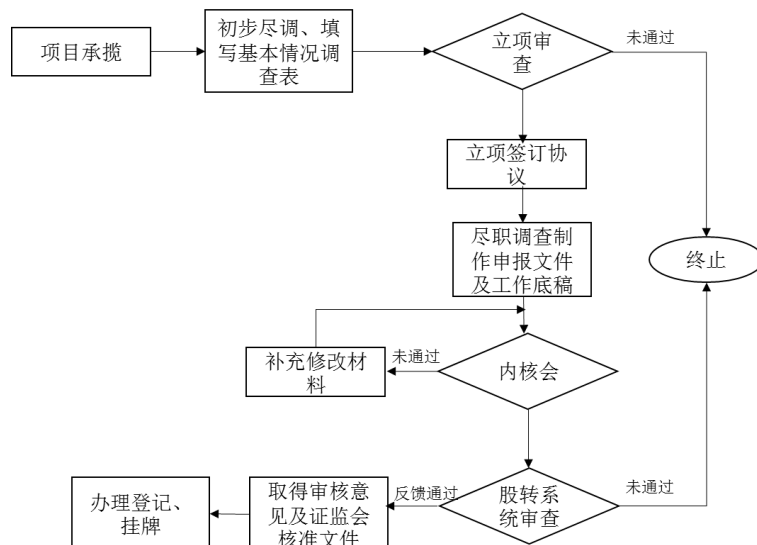 项目承揽
初步尽调、填
写基本情况调
查表
立项审
查
未通过
立项签订协
议
尽职调查制
作申报文件
及工作底稿
终止
补充修改材
料
未通过
内核会
办理登记、
挂牌
取得审核意
见及证监会
核准文件
反馈通过
股转系
统审查
未通过